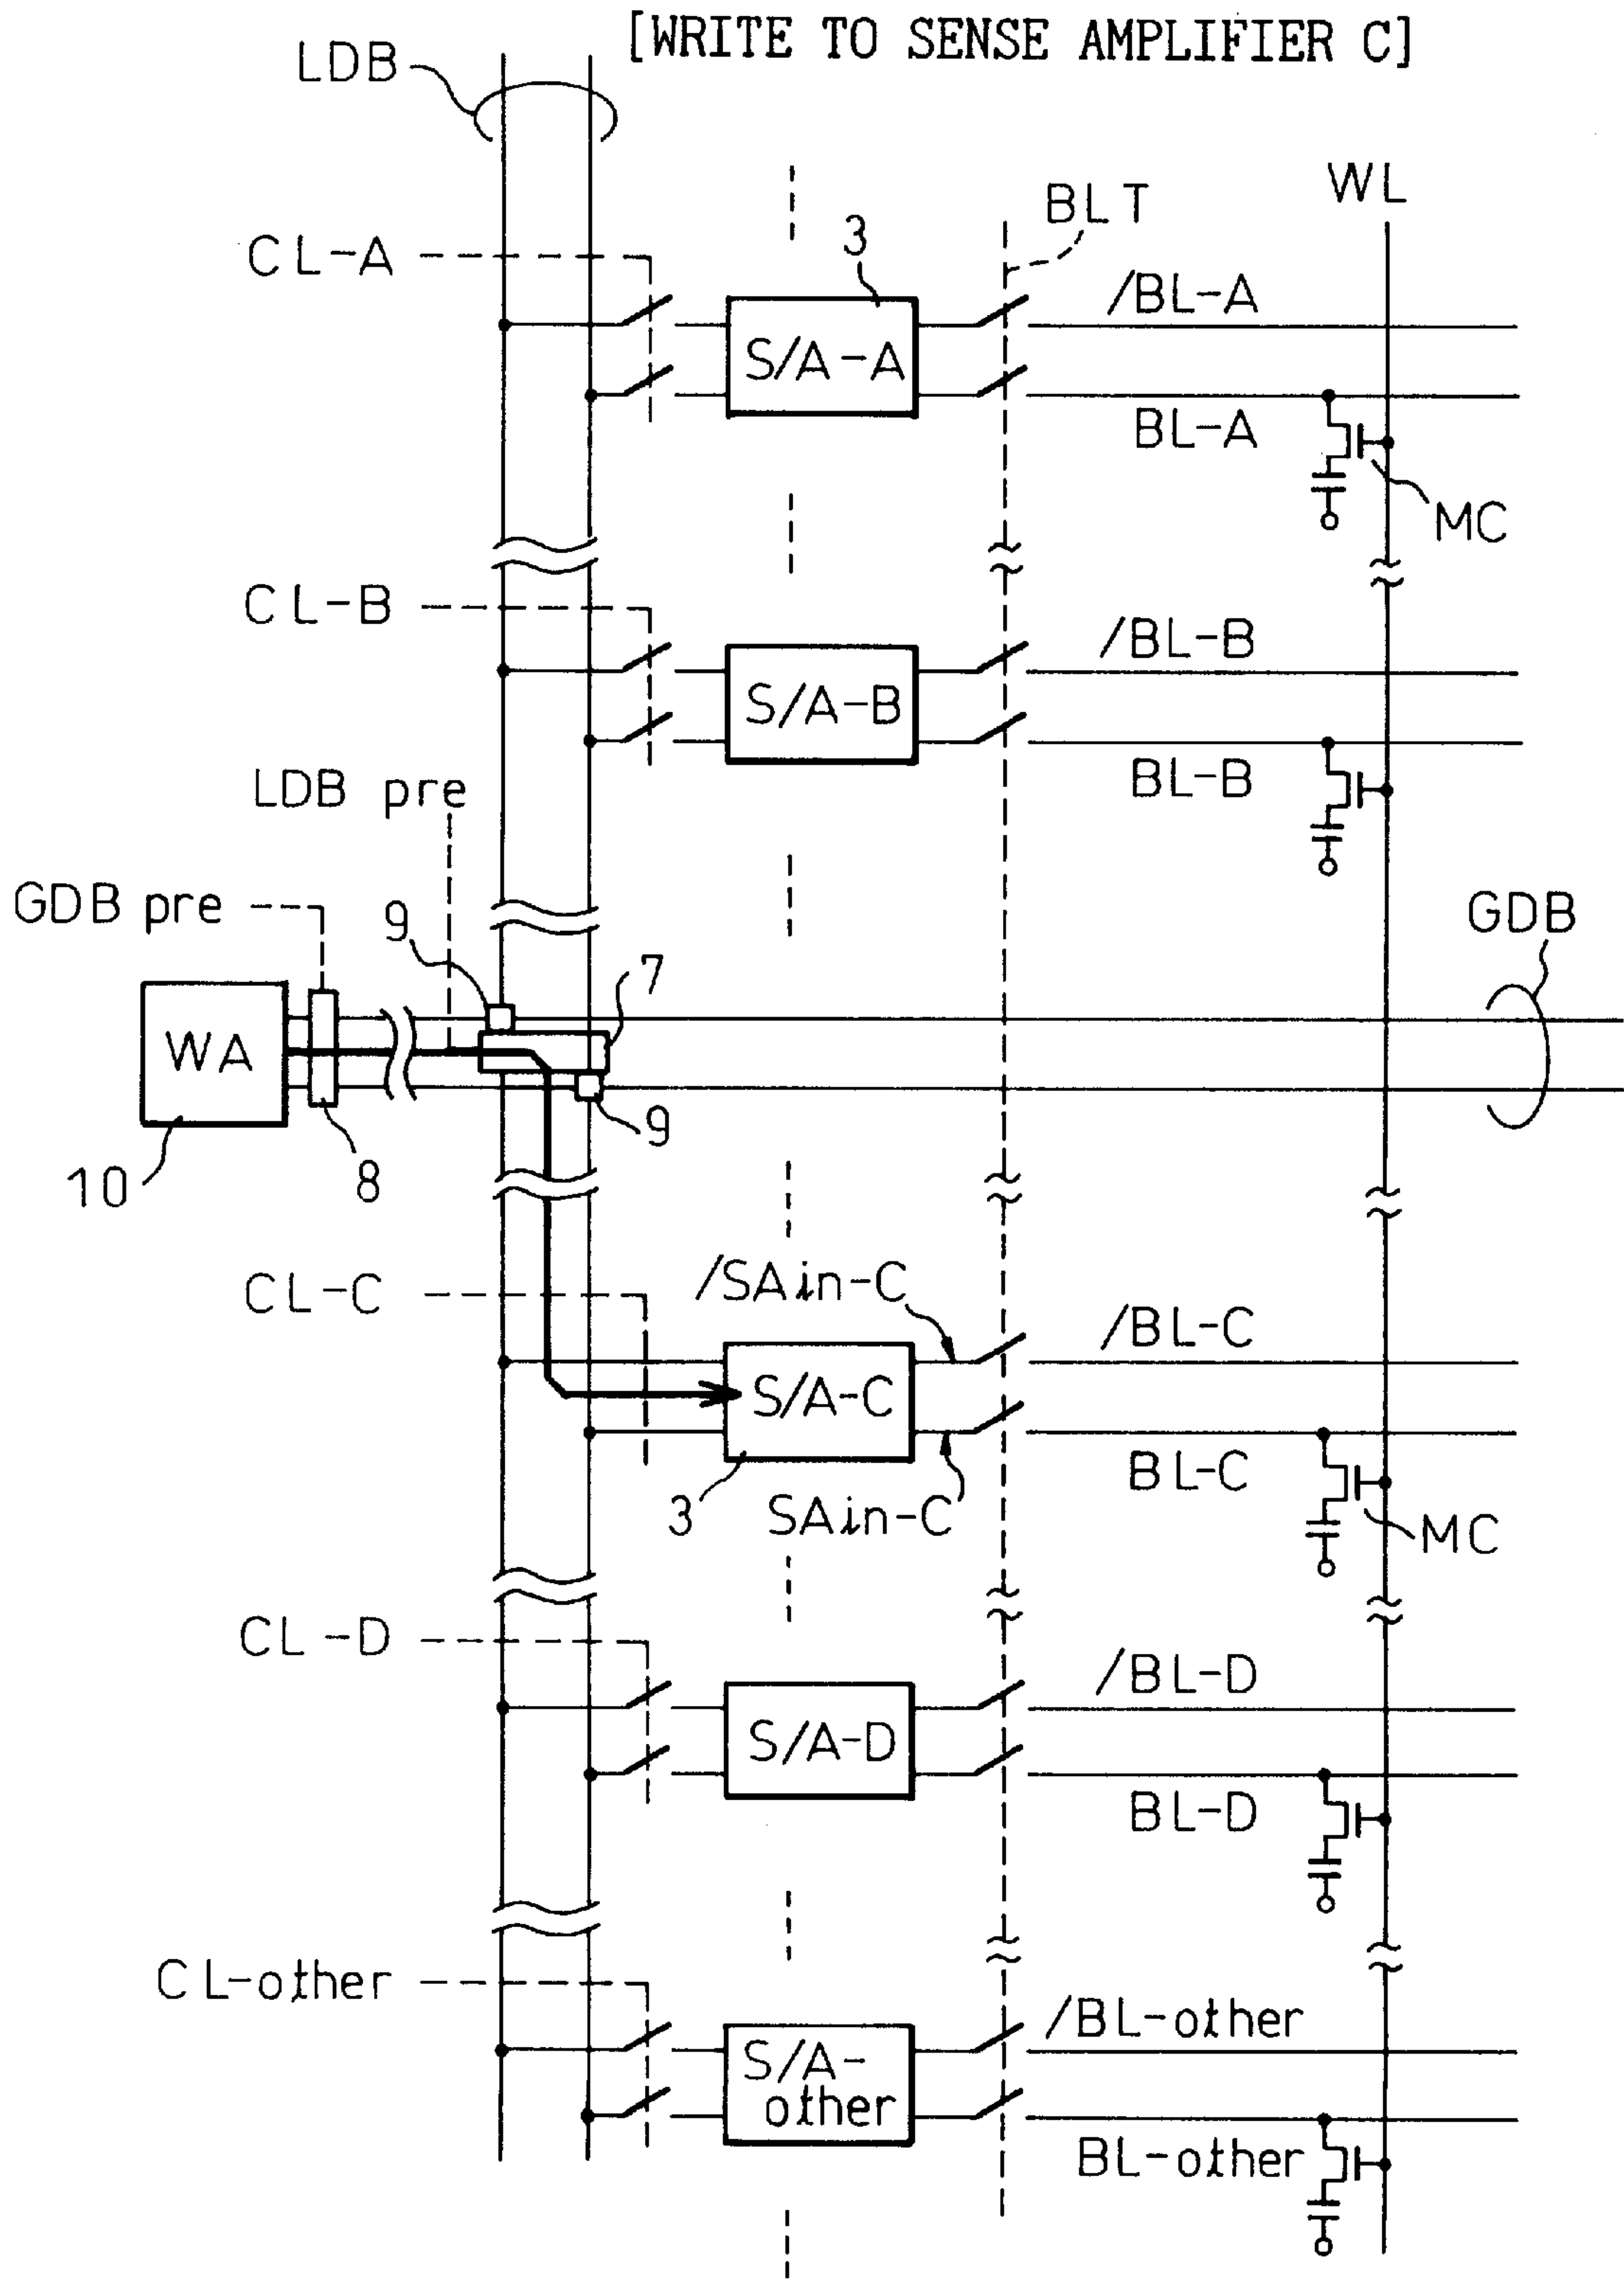 [WRITE TO SENSE AMPLIFIER C]
LDB
WL
BLT
CL-A
3
/BL-A
S/A-A
BL-A
MC
CL-B
/BL-B
S/A-B
BL-B
LDB pre
GDB pre
9
7
GDB
WA
9
10
8
/SAin-C
CL-C
/BL-C
S/A-C
BL-C
3
SAin-C
MC
CL-D
/BL-D
S/A-D
BL-D
CL-other
/BL-other
S/A-
other
BL-other